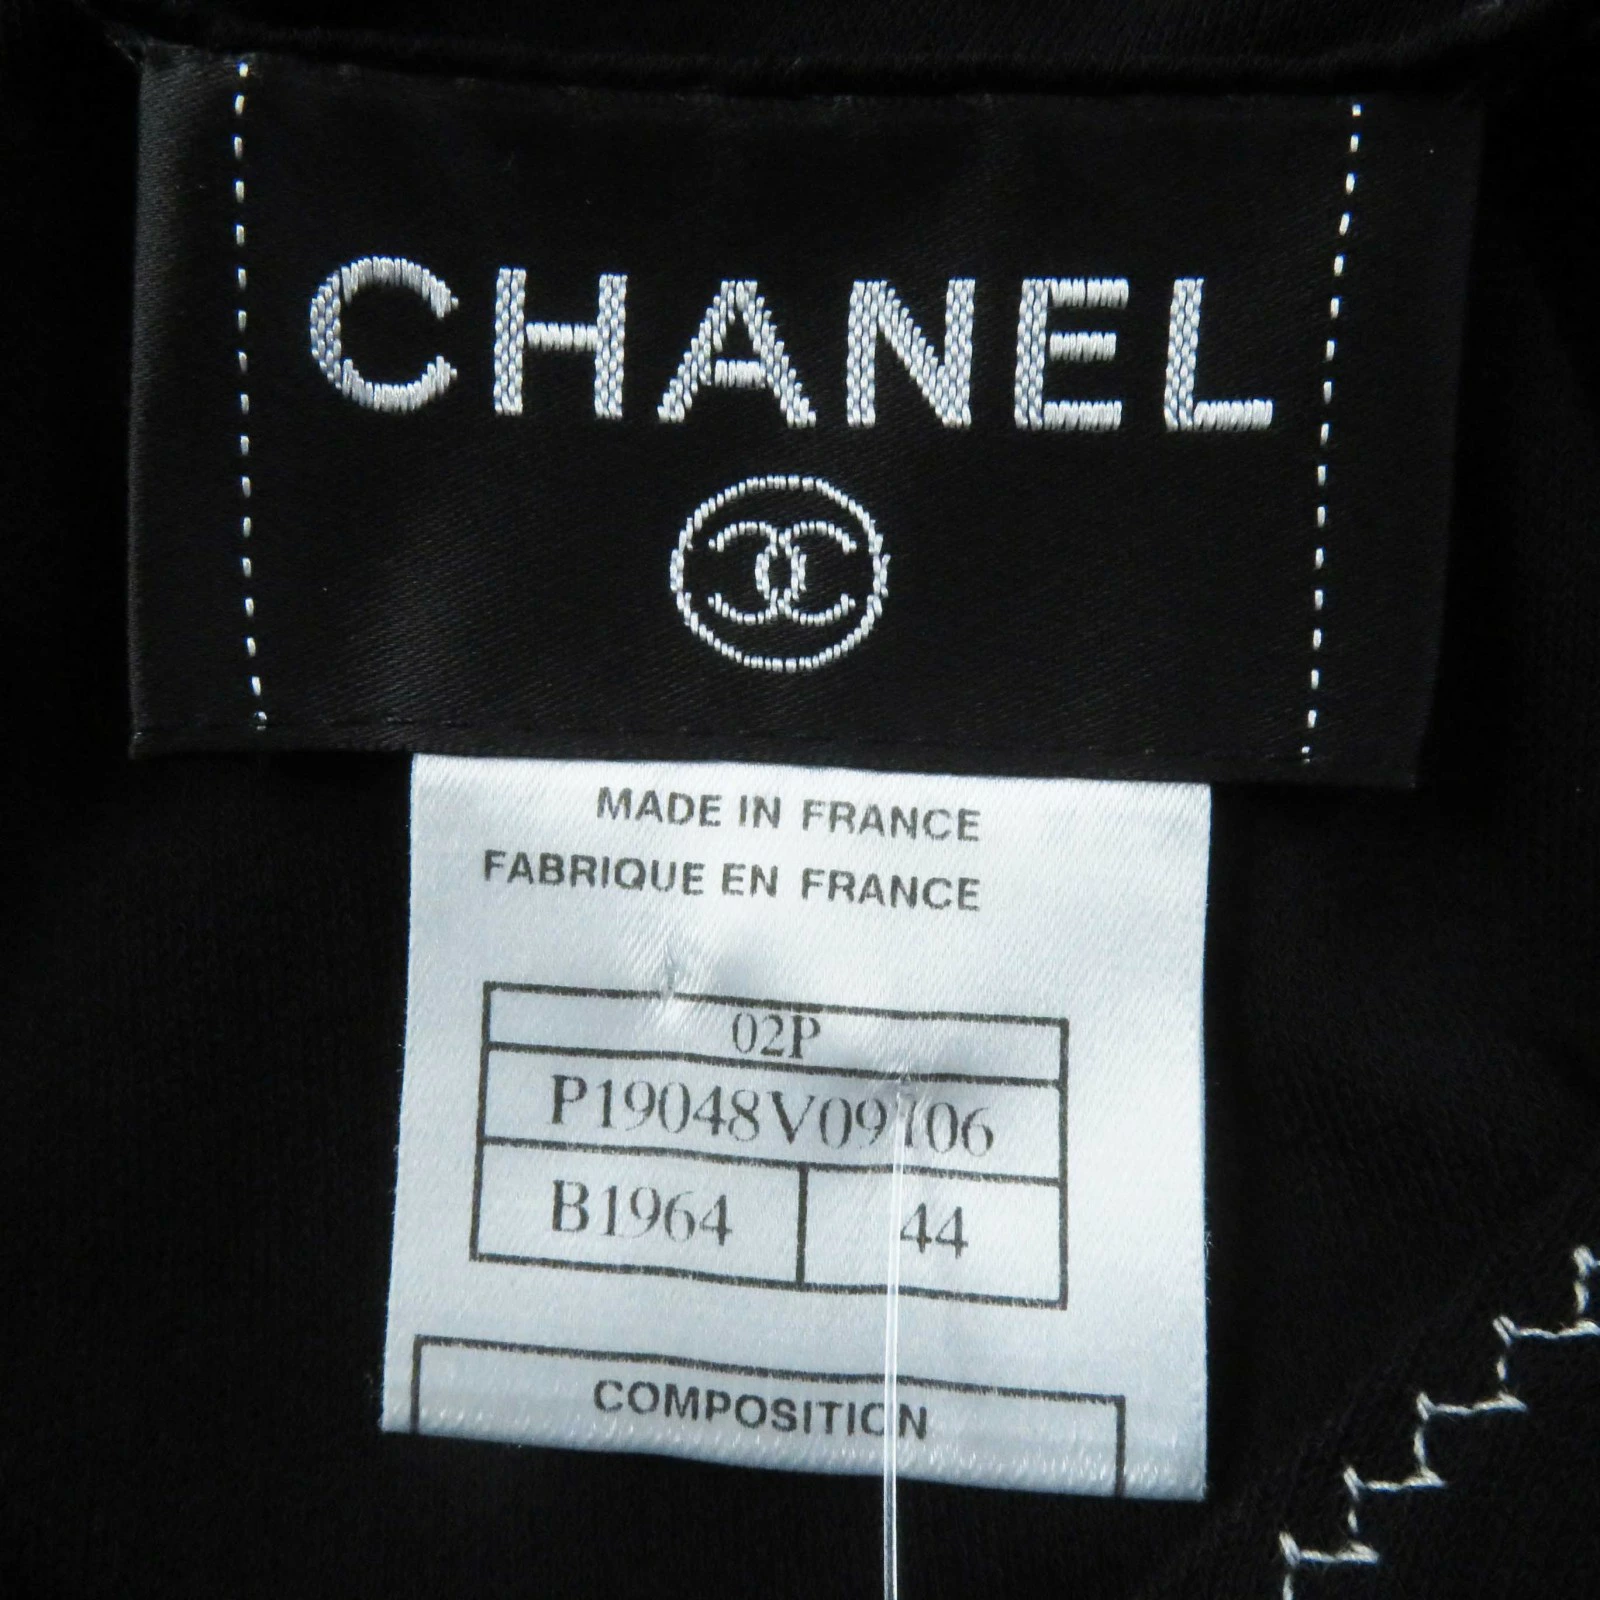 CHANEL
MADE IN FRANCE
FABRIQUE EN FRANCE
02P
P19048V09106
B1964 44
COMPOSITION